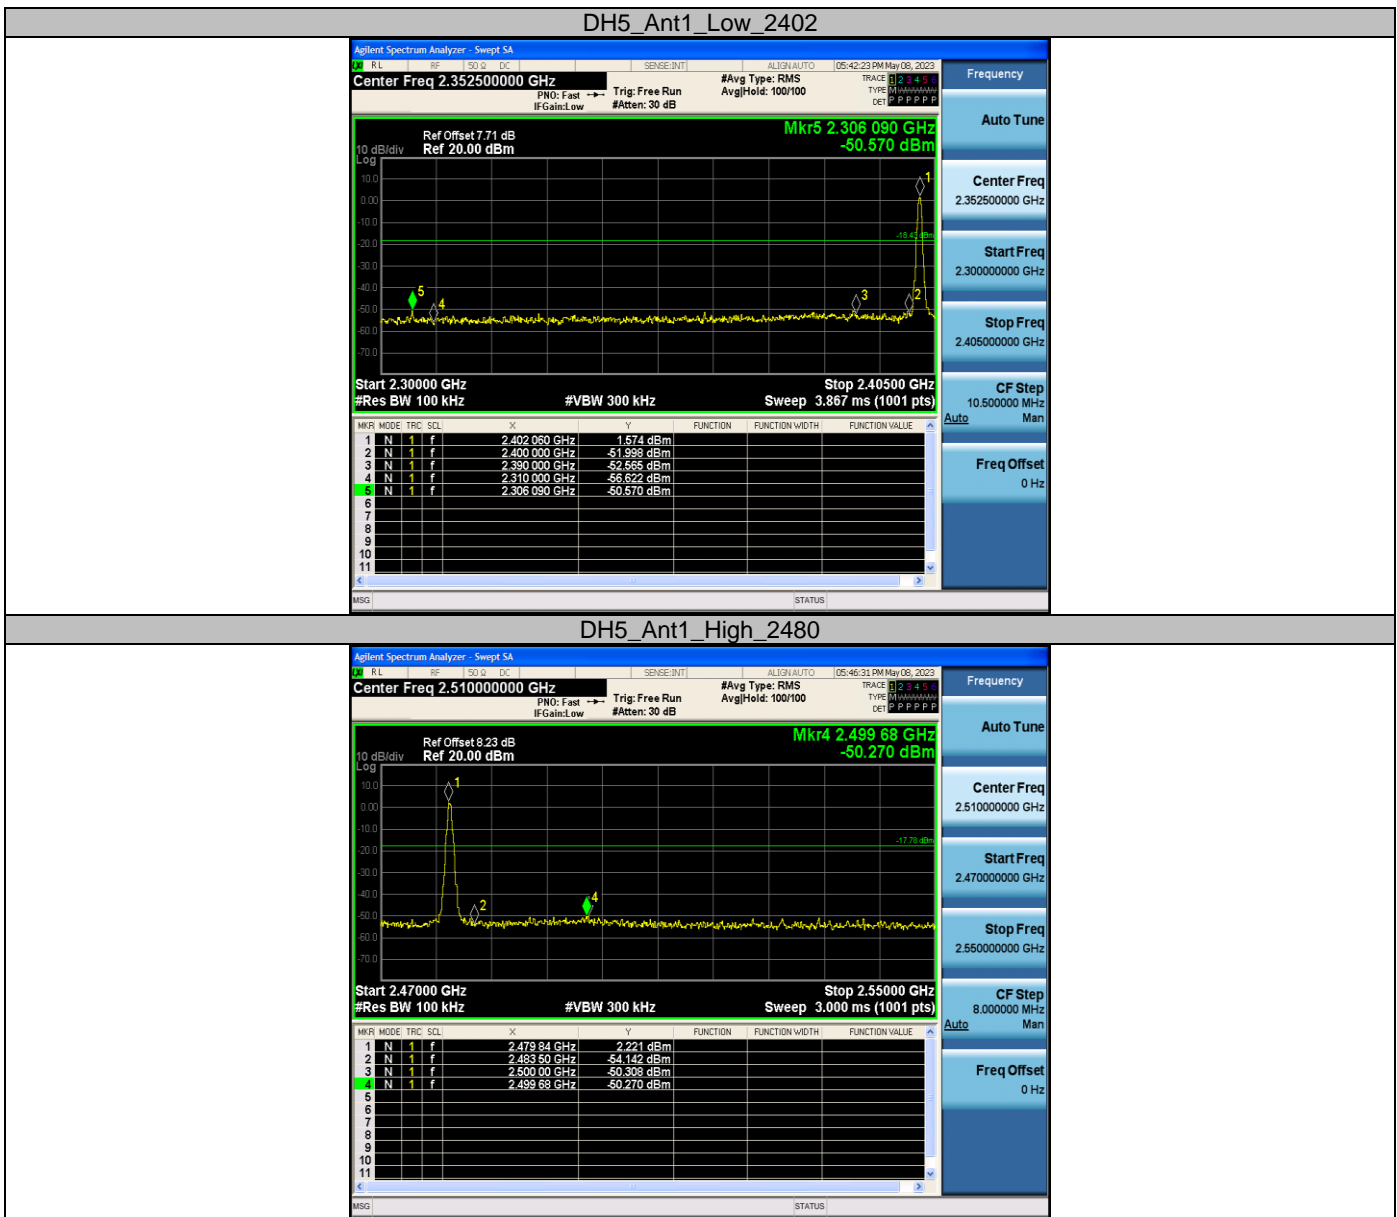 DH5_Ant1_Low_2402
Agilent Spectrum Analyzer - Swept SA
RL RF 50 Ω DC SENSE:INT ALIGN AUTO 05:42:23 PM May 08, 2023
Center Freq 2.352500000 GHz
PNO: Fast
IFGain:Low
Trig: Free Run
#Atten: 30 dB
#Avg Type: RMS
Avg|Hold: 100/100
TRACE 1 2 3 4 5 6
TYPE M
DET P P P P P P
Mkr5 2.306 090 GHz
-50.570 dBm
Ref Offset 7.71 dB
10 dB/div Ref 20.00 dBm
Log
10.0
0.00
-10.0
-20.0
-30.0
-40.0
-50.0
-60.0
-70.0
-18.43 dBm
1
2
3
4
5
Start 2.30000 GHz Stop 2.40500 GHz
#Res BW 100 kHz #VBW 300 kHz Sweep 3.867 ms (1001 pts)
MKR MODE TRC SCL X Y FUNCTION FUNCTION WIDTH FUNCTION VALUE
1 N 1 f 2.402 060 GHz 1.574 dBm
2 N 1 f 2.400 000 GHz -51.998 dBm
3 N 1 f 2.390 000 GHz -52.565 dBm
4 N 1 f 2.310 000 GHz -56.622 dBm
5 N 1 f 2.306 090 GHz -50.570 dBm
6
7
8
9
10
11
MSG STATUS
Frequency
Auto Tune
Center Freq
2.352500000 GHz
Start Freq
2.300000000 GHz
Stop Freq
2.405000000 GHz
CF Step
10.500000 MHz
Auto Man
Freq Offset
0 Hz
DH5_Ant1_High_2480
Agilent Spectrum Analyzer - Swept SA
RL RF 50 Ω DC SENSE:INT ALIGN AUTO 05:46:31 PM May 08, 2023
Center Freq 2.510000000 GHz
PNO: Fast
IFGain:Low
Trig: Free Run
#Atten: 30 dB
#Avg Type: RMS
Avg|Hold: 100/100
TRACE 1 2 3 4 5 6
TYPE M
DET P P P P P P
Mkr4 2.499 68 GHz
-50.270 dBm
Ref Offset 8.23 dB
10 dB/div Ref 20.00 dBm
Log
10.0
0.00
-10.0
-20.0
-30.0
-40.0
-50.0
-60.0
-70.0
-17.78 dBm
1
2
4
Start 2.47000 GHz Stop 2.55000 GHz
#Res BW 100 kHz #VBW 300 kHz Sweep 3.000 ms (1001 pts)
MKR MODE TRC SCL X Y FUNCTION FUNCTION WIDTH FUNCTION VALUE
1 N 1 f 2.479 84 GHz 2.221 dBm
2 N 1 f 2.483 50 GHz -54.142 dBm
3 N 1 f 2.500 00 GHz -50.308 dBm
4 N 1 f 2.499 68 GHz -50.270 dBm
5
6
7
8
9
10
11
MSG STATUS
Frequency
Auto Tune
Center Freq
2.510000000 GHz
Start Freq
2.470000000 GHz
Stop Freq
2.550000000 GHz
CF Step
8.000000 MHz
Auto Man
Freq Offset
0 Hz